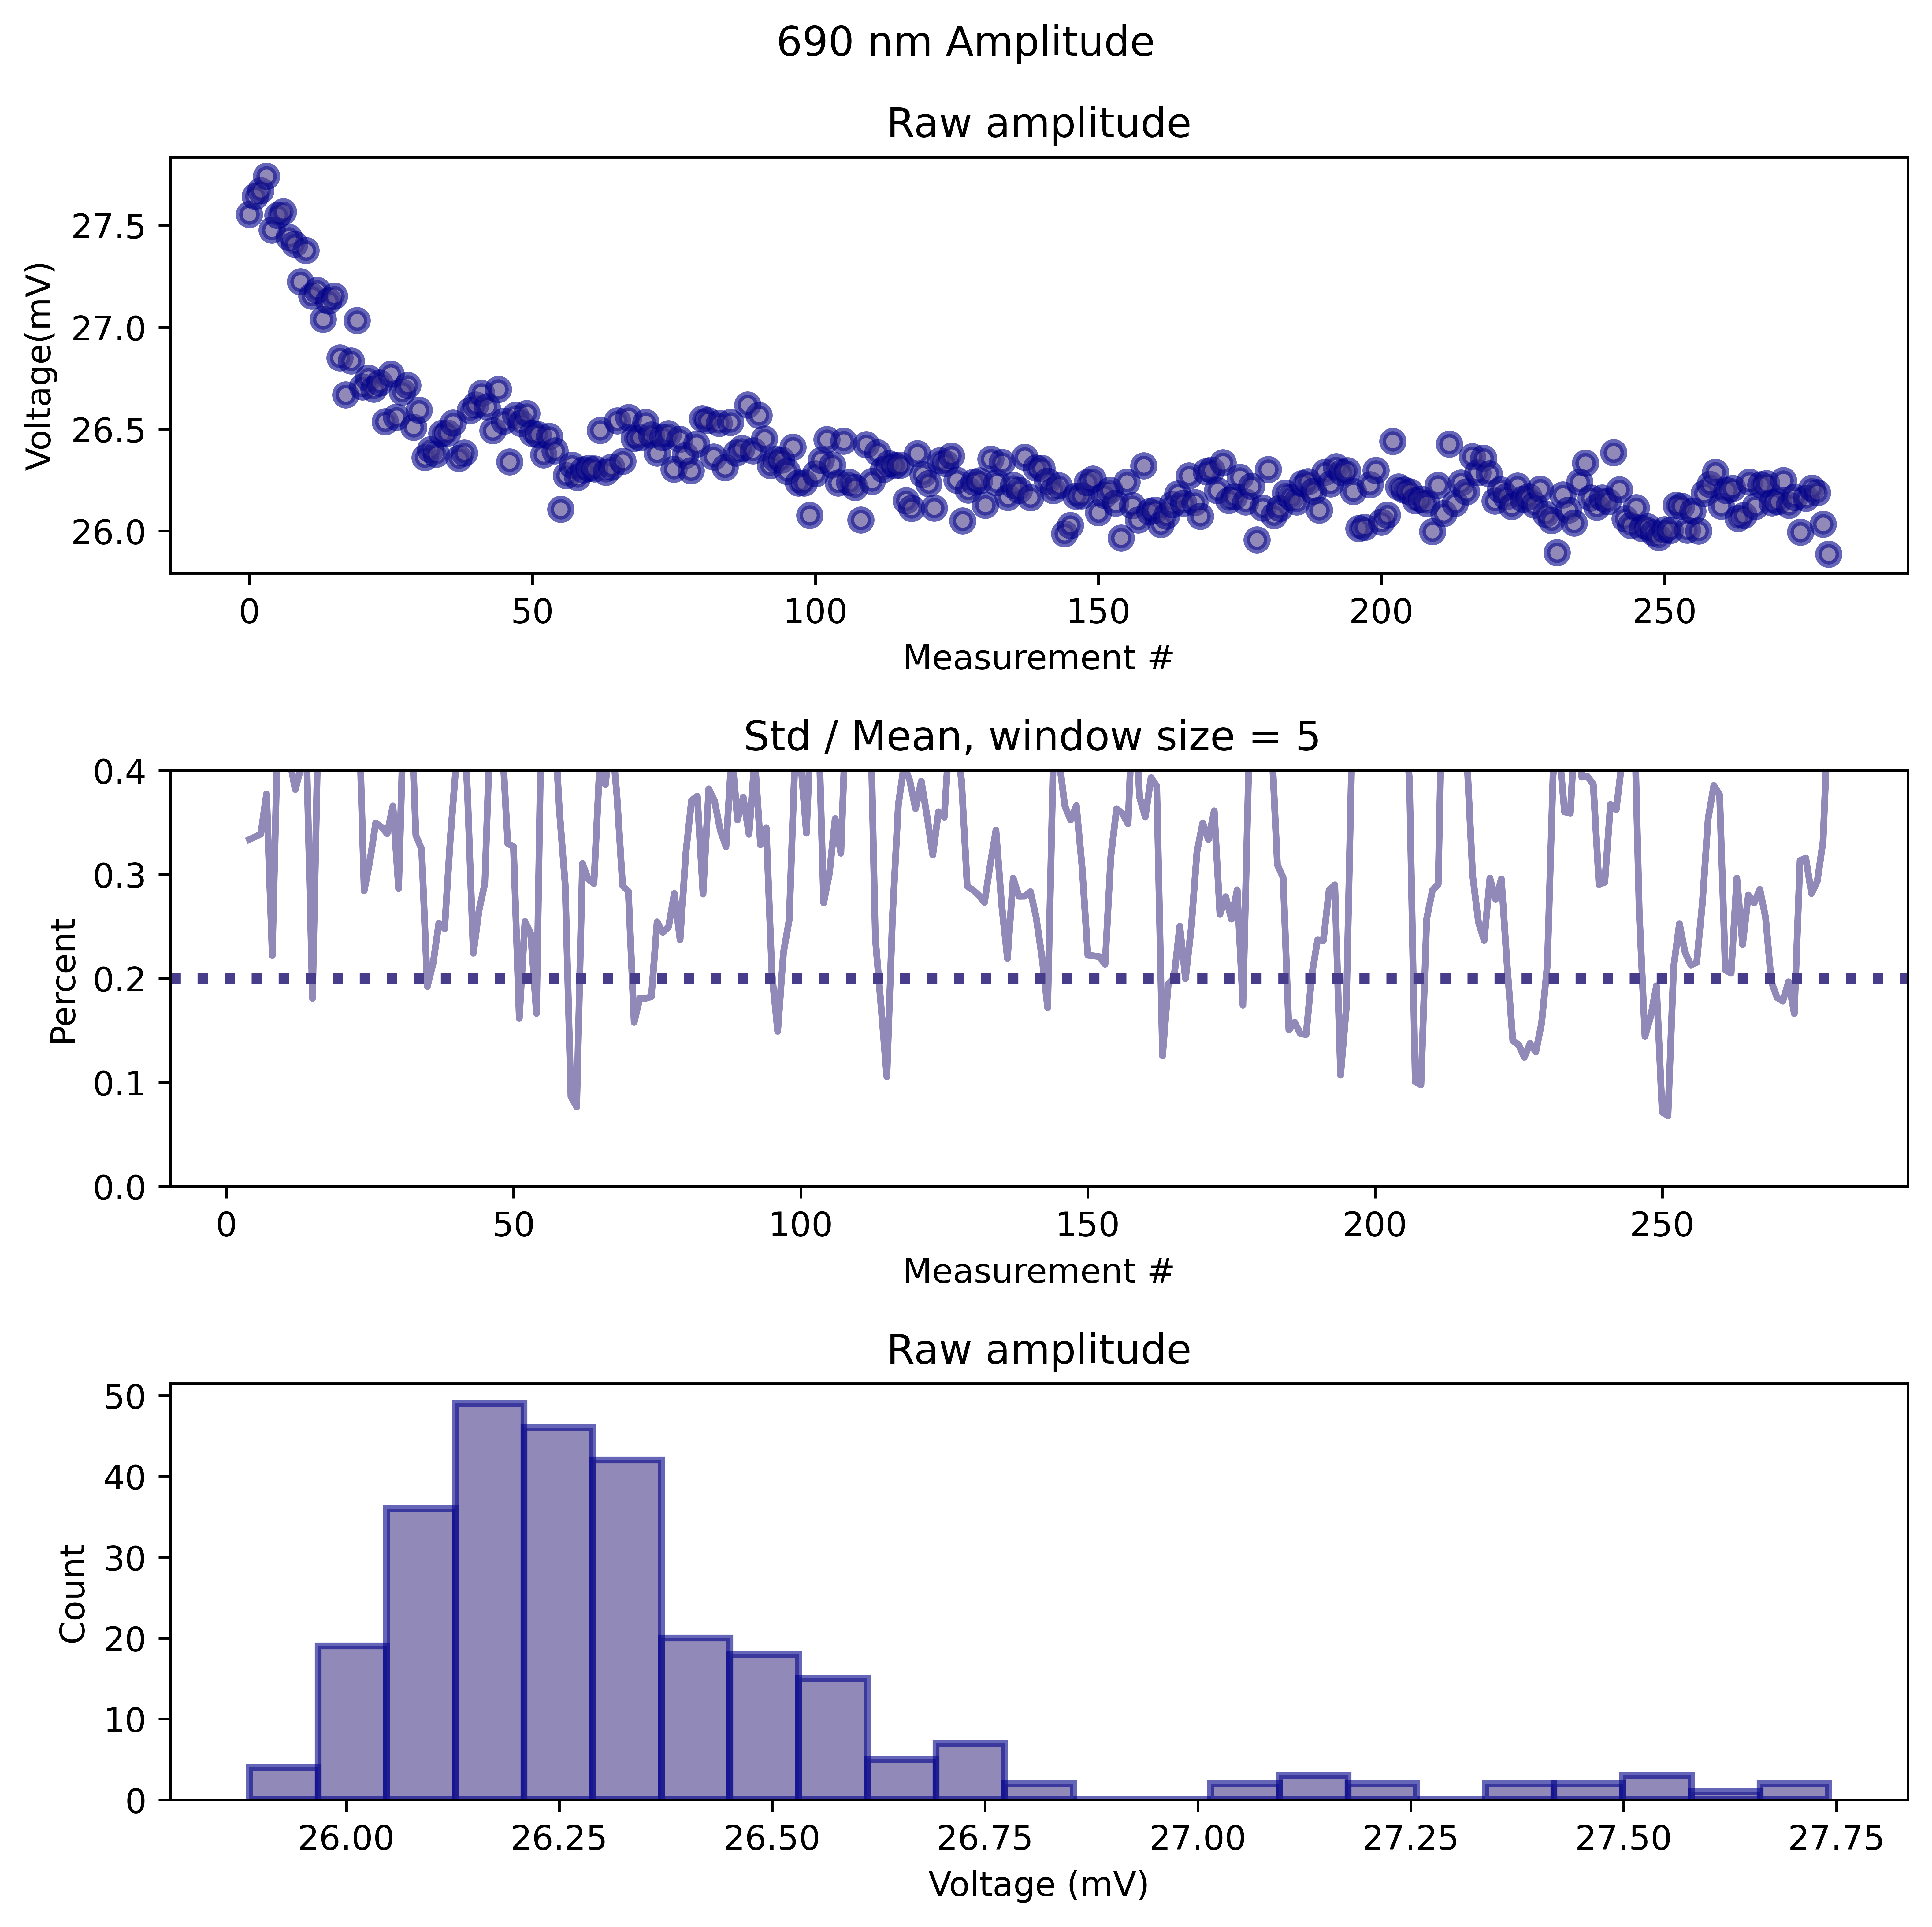 690 nm Amplitude
Raw amplitude
Voltage(mV)
27.5
27.0
26.5
26.0
0 50 100 150 200 250
Measurement #
Std / Mean, window size = 5
Percent
0.4
0.3
0.2
0.1
0.0
0 50 100 150 200 250
Measurement #
Raw amplitude
Count
50
40
30
20
10
0
26.00 26.25 26.50 26.75 27.00 27.25 27.50 27.75
Voltage (mV)